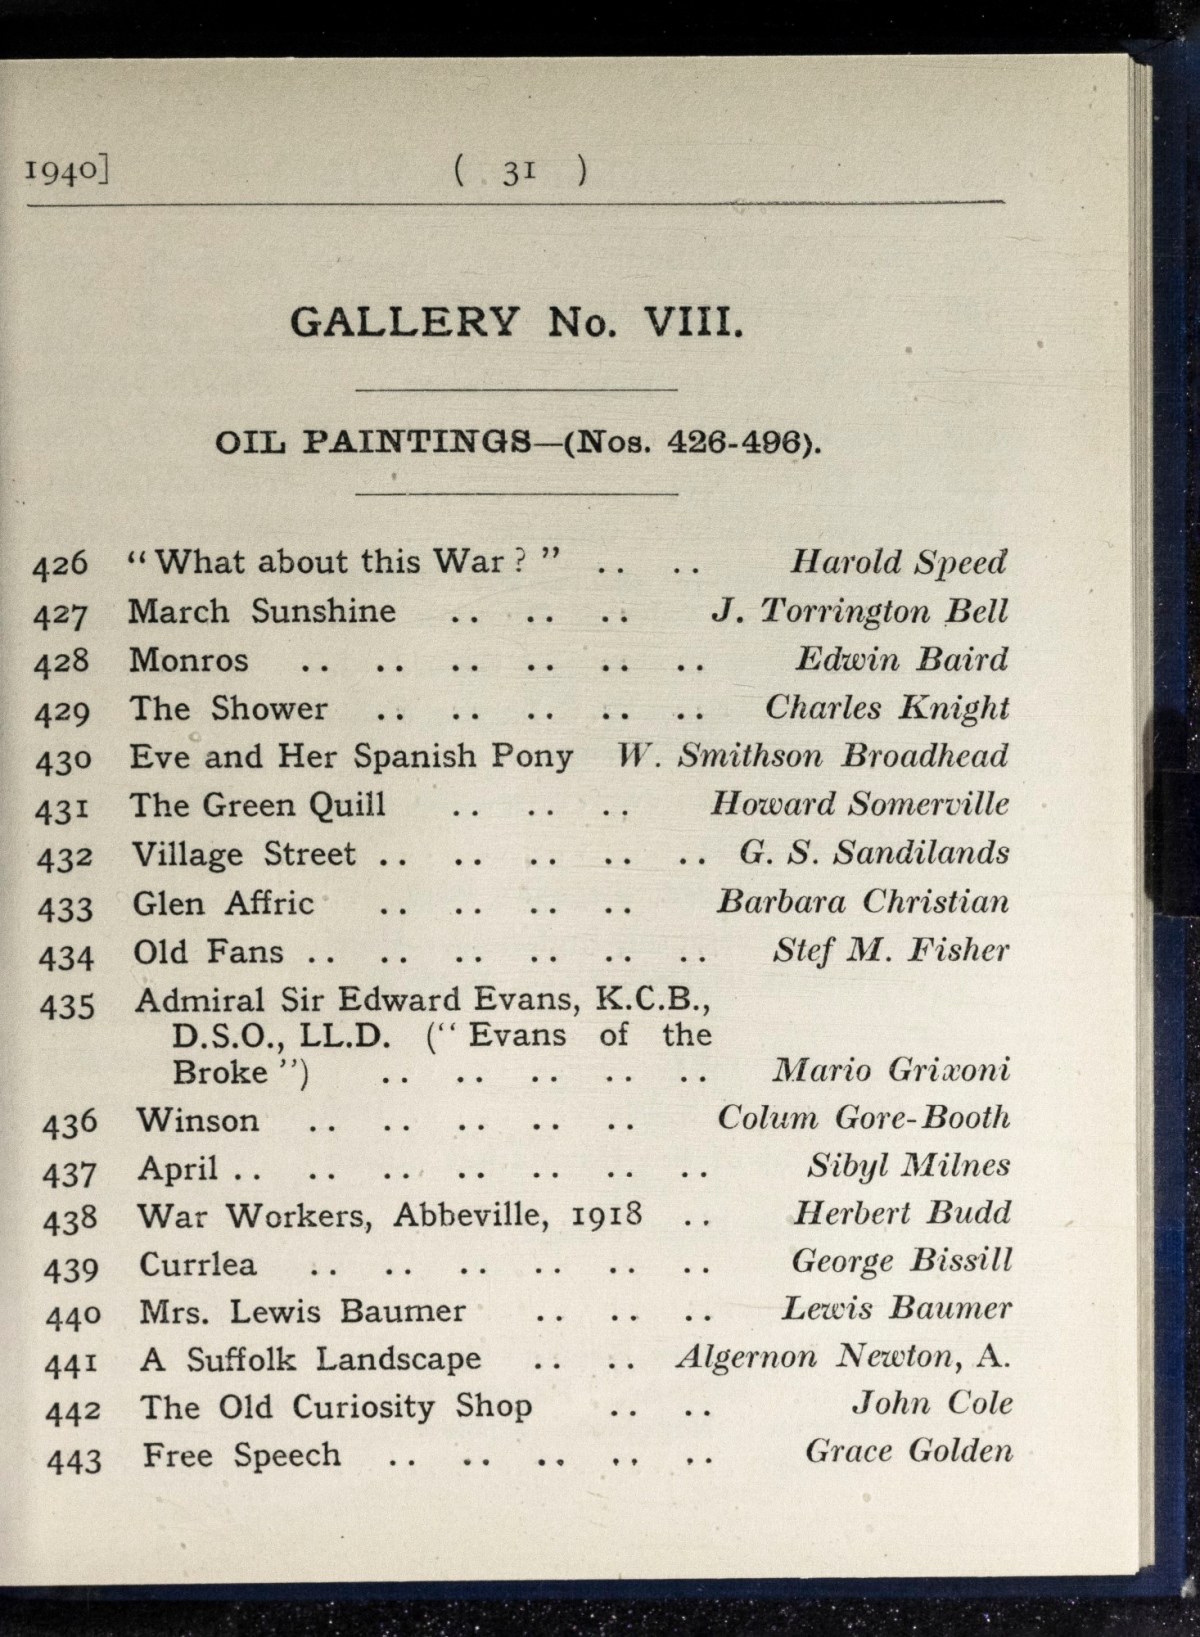 1940] ( 31 )
GALLERY No. VIII.
OIL PAINTINGS—(Nos. 426-496).
426 “ What about this War ? ” .. .. Harold Speed
427 March Sunshine .. .. .. J. Torrington Bell
428 Monros .. .. .. .. .. .. Edwin Baird
429 The Shower .. .. .. .. .. Charles Knight
430 Eve and Her Spanish Pony W. Smithson Broadhead
431 The Green Quill .. .. .. Howard Somerville
432 Village Street .. .. .. .. .. G. S. Sandilands
433 Glen Affric .. .. .. .. Barbara Christian
434 Old Fans .. .. .. .. .. .. Stef M. Fisher
435 Admiral Sir Edward Evans, K.C.B.,
D.S.O., LL.D. (“ Evans of the
Broke ”) .. .. .. .. .. Mario Grixoni
436 Winson .. .. .. .. .. Colum Gore-Booth
437 April .. .. .. .. .. .. .. Sibyl Milnes
438 War Workers, Abbeville, 1918 .. Herbert Budd
439 Currlea .. .. .. .. .. .. George Bissill
440 Mrs. Lewis Baumer .. .. .. Lewis Baumer
441 A Suffolk Landscape .. .. Algernon Newton, A.
442 The Old Curiosity Shop .. .. John Cole
443 Free Speech .. .. .. .. .. Grace Golden